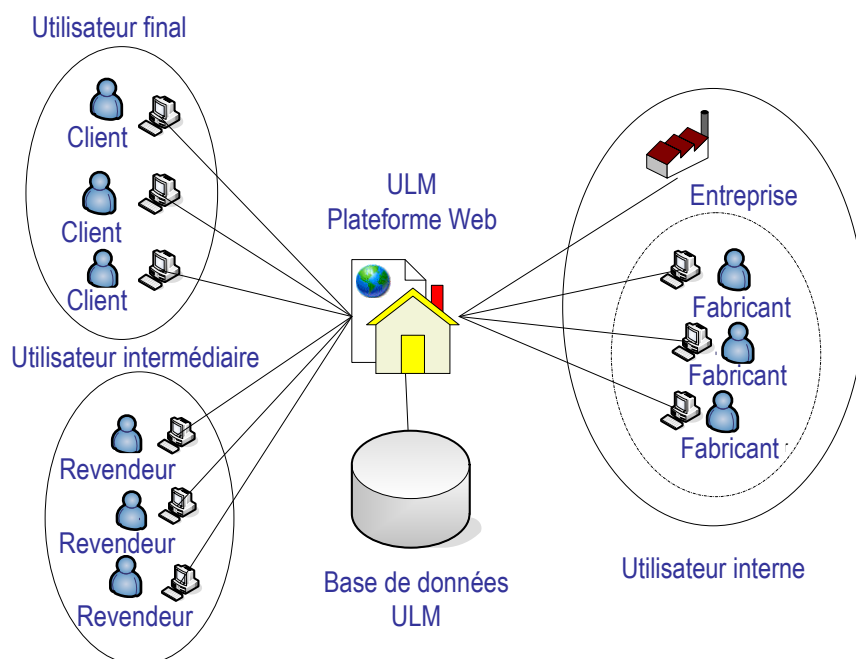 Utilisateur final
Client
Client
Client
Utilisateur intermédiaire
Revendeur
Revendeur
Revendeur
ULM
Plateforme Web
Base de données
ULM
Entreprise
Fabricant
Fabricant
Fabricant
Utilisateur interne